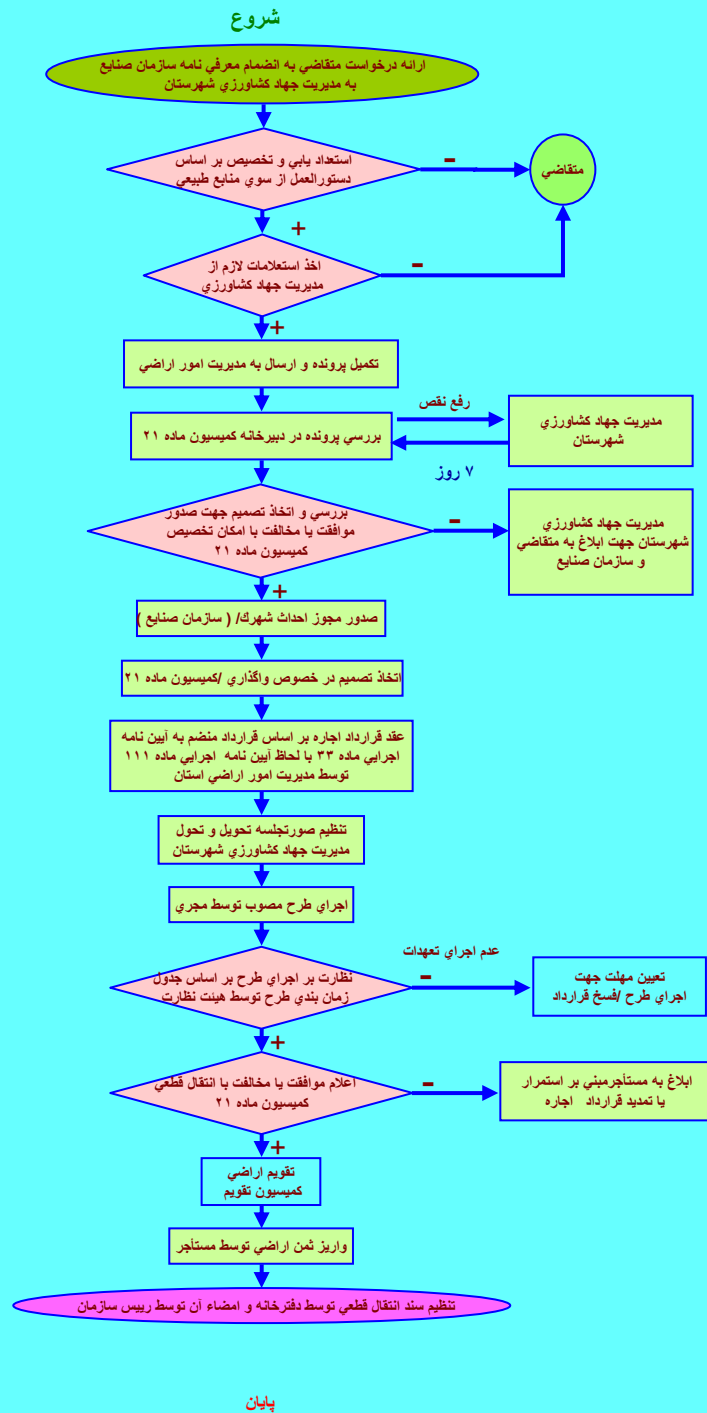 شروع
ارائه درخواست متقاضي به انضمام معرفي نامه سازمان صنايع
به مديريت جهاد كشاورزي شهرستان
استعداد يابي و تخصيص بر اساس
دستورالعمل از سوي منابع طبيعي
-
متقاضي
+
اخذ استعلامات لازم از
مديريت جهاد كشاورزي
-
+
تكميل پرونده و ارسال به مديريت امور اراضي
بررسي پرونده در دبيرخانه كميسيون ماده ۲۱
رفع نقص
مديريت جهاد كشاورزي
شهرستان
۷ روز
بررسي و اتخاذ تصميم جهت صدور
موافقت يا مخالفت با امكان تخصيص
كميسيون ماده ۲۱
-
مديريت جهاد كشاورزي
شهرستان جهت ابلاغ به متقاضي
و سازمان صنايع
+
صدور مجوز احداث شهرك/ ( سازمان صنايع )
اتخاذ تصميم در خصوص واگذاري /كميسيون ماده ۲۱
عقد قرارداد اجاره بر اساس قرارداد منضم به آيين نامه
اجرايي ماده ۳۳ با لحاظ آيين نامه اجرايي ماده ۱۱۱
توسط مديريت امور اراضي استان
تنظيم صورتجلسه تحويل و تحول
مديريت جهاد كشاورزي شهرستان
اجراي طرح مصوب توسط مجري
نظارت بر اجراي طرح بر اساس جدول
زمان بندي طرح توسط هيئت نظارت
عدم اجراي تعهدات
-
تعيين مهلت جهت
اجراي طرح /فسخ قرارداد
+
اعلام موافقت يا مخالفت با انتقال قطعي
كميسيون ماده ۲۱
-
ابلاغ به مستأجرمبني بر استمرار
يا تمديد قرارداد اجاره
+
تقويم اراضي
كميسيون تقويم
واريز ثمن اراضي توسط مستأجر
تنظيم سند انتقال قطعي توسط دفترخانه و امضاء آن توسط رييس سازمان
پايان